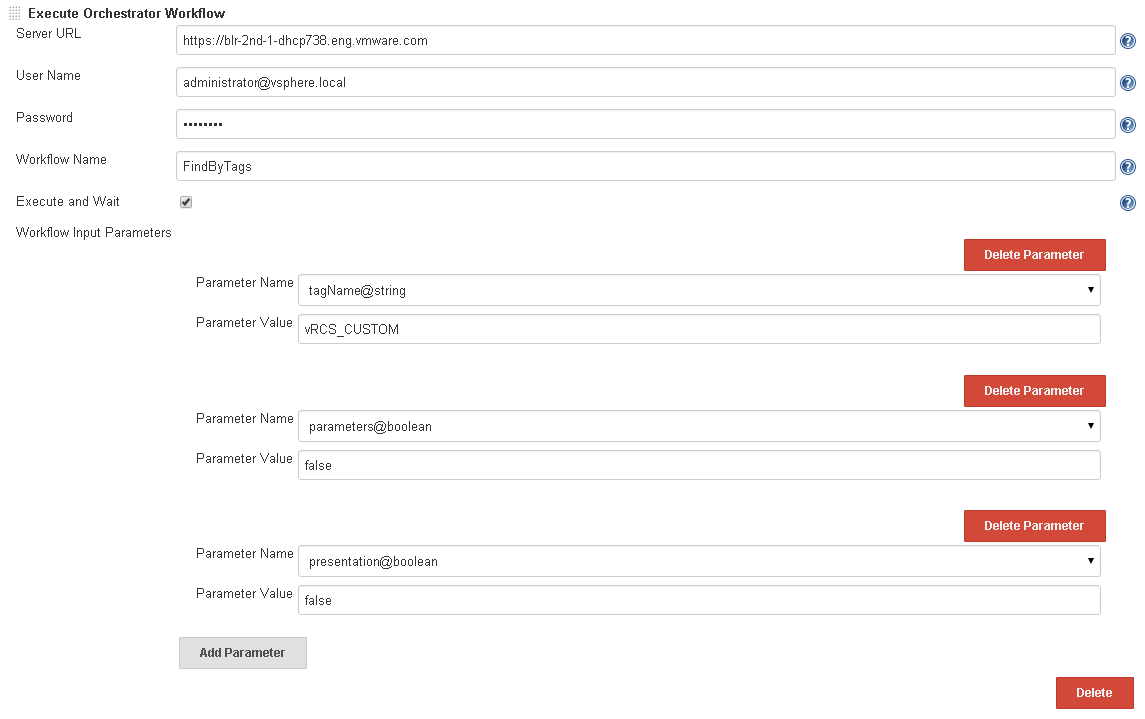 Execute Orchestrator Workflow
Server URL
https://blr-2nd-1-dhcp738.eng.vmware.com
User Name
administrator@vsphere.local
Password
••••••••
Workflow Name
FindByTags
Execute and Wait
Workflow Input Parameters
Delete Parameter
Parameter Name
tagName@string
Parameter Value
vRCS_CUSTOM
Delete Parameter
Parameter Name
parameters@boolean
Parameter Value
false
Delete Parameter
Parameter Name
presentation@boolean
Parameter Value
false
Add Parameter
Delete